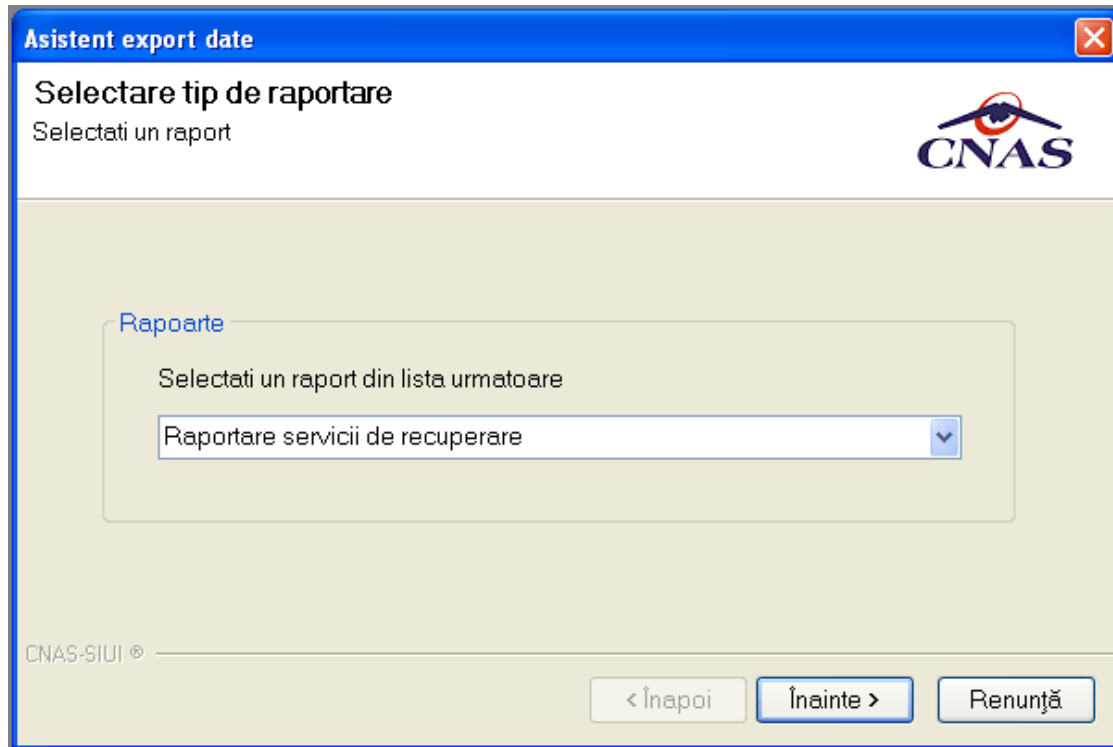 Asistent export date
Selectare tip de raportare
Selectati un raport
CNAS
Rapoarte
Selectati un raport din lista urmatoare
Raportare servicii de recuperare
CNAS-SIUI ®
< Înapoi
Înainte >
Renunţă